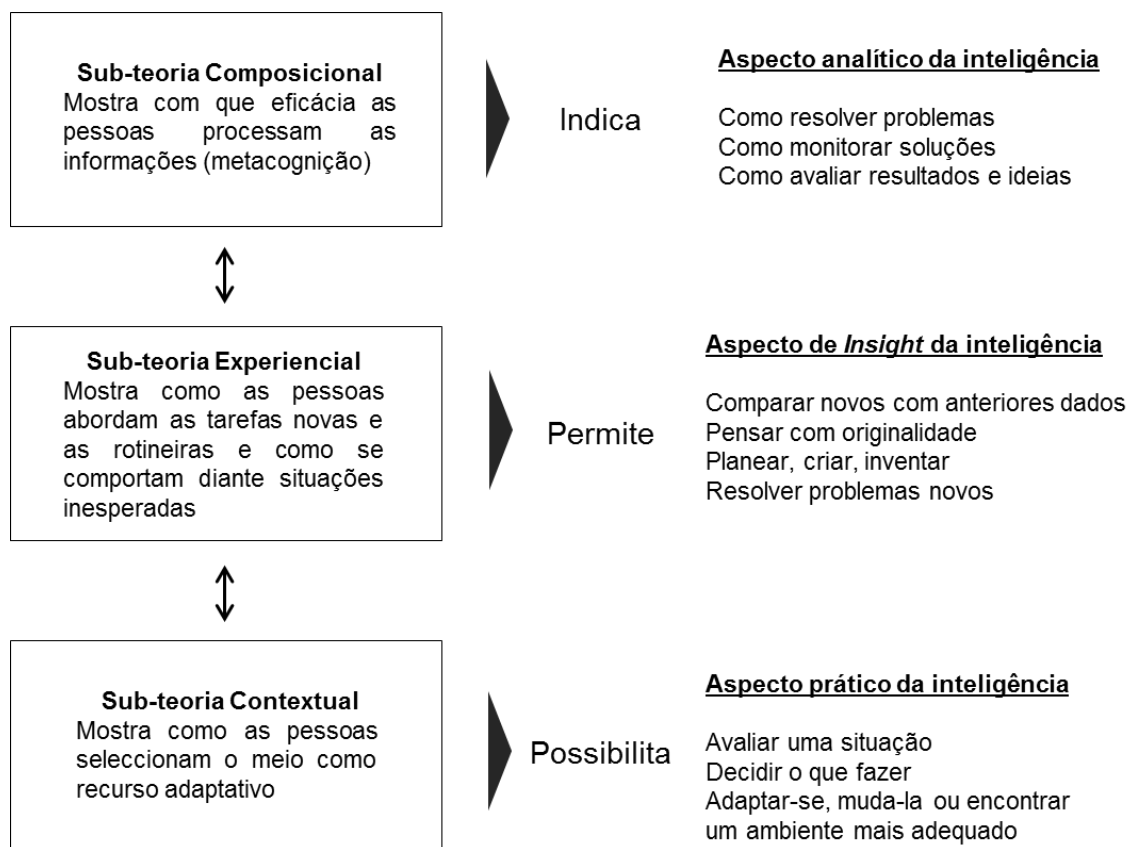 Sub-teoria Composicional
Mostra com que eficácia as
pessoas processam as
informações (metacognição)
Indica
Aspecto analítico da inteligência
Como resolver problemas
Como monitorar soluções
Como avaliar resultados e ideias
Sub-teoria Experiencial
Mostra como as pessoas
abordam as tarefas novas e
as rotineiras e como se
comportam diante situações
inesperadas
Permite
Aspecto de Insight da inteligência
Comparar novos com anteriores dados
Pensar com originalidade
Planear, criar, inventar
Resolver problemas novos
Sub-teoria Contextual
Mostra como as pessoas
seleccionam o meio como
recurso adaptativo
Possibilita
Aspecto prático da inteligência
Avaliar uma situação
Decidir o que fazer
Adaptar-se, muda-la ou encontrar
um ambiente mais adequado